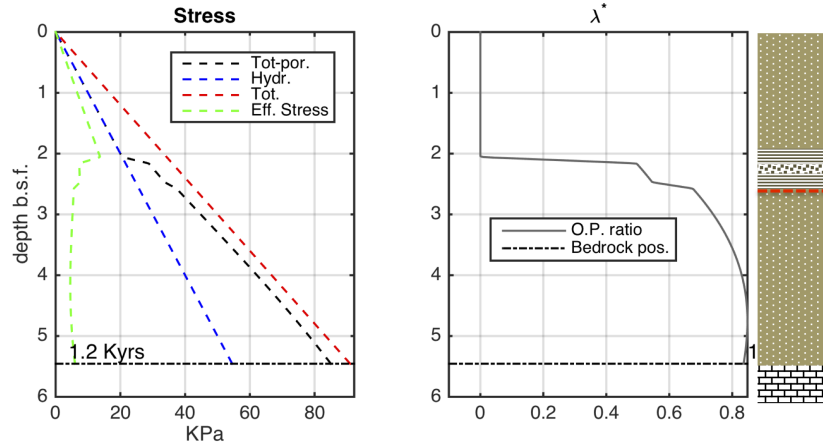 Stress
0
1
2
3
4
5
6
depth b.s.f.
Tot-por.
Hydr.
Tot.
Eff. Stress
1.2 Kyrs
0
20
40
60
80
KPa
λ*
0
1
2
3
4
5
6
O.P. ratio
Bedrock pos.
1
0
0.2
0.4
0.6
0.8